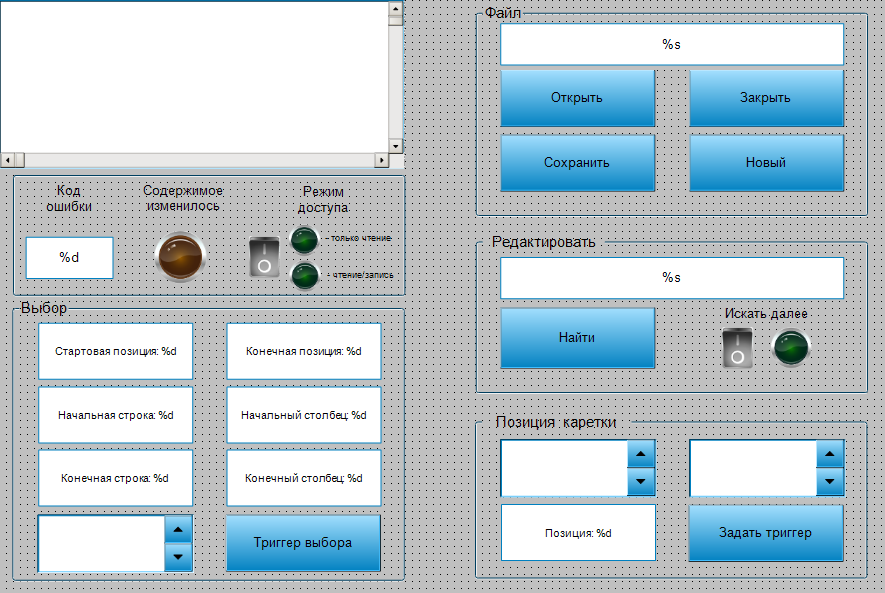 Файл
%s
Открыть
Закрыть
Сохранить
Новый
Код
ошибки
Содержимое
изменилось
Режим
доступа
%d
- только чтение
- чтение/запись
Редактировать
%s
Найти
Искать далее
Выбор
Стартовая позиция: %d
Конечная позиция: %d
Начальная строка: %d
Начальный столбец: %d
Конечная строка: %d
Конечный столбец: %d
Триггер выбора
Позиция каретки
Позиция: %d
Задать триггер